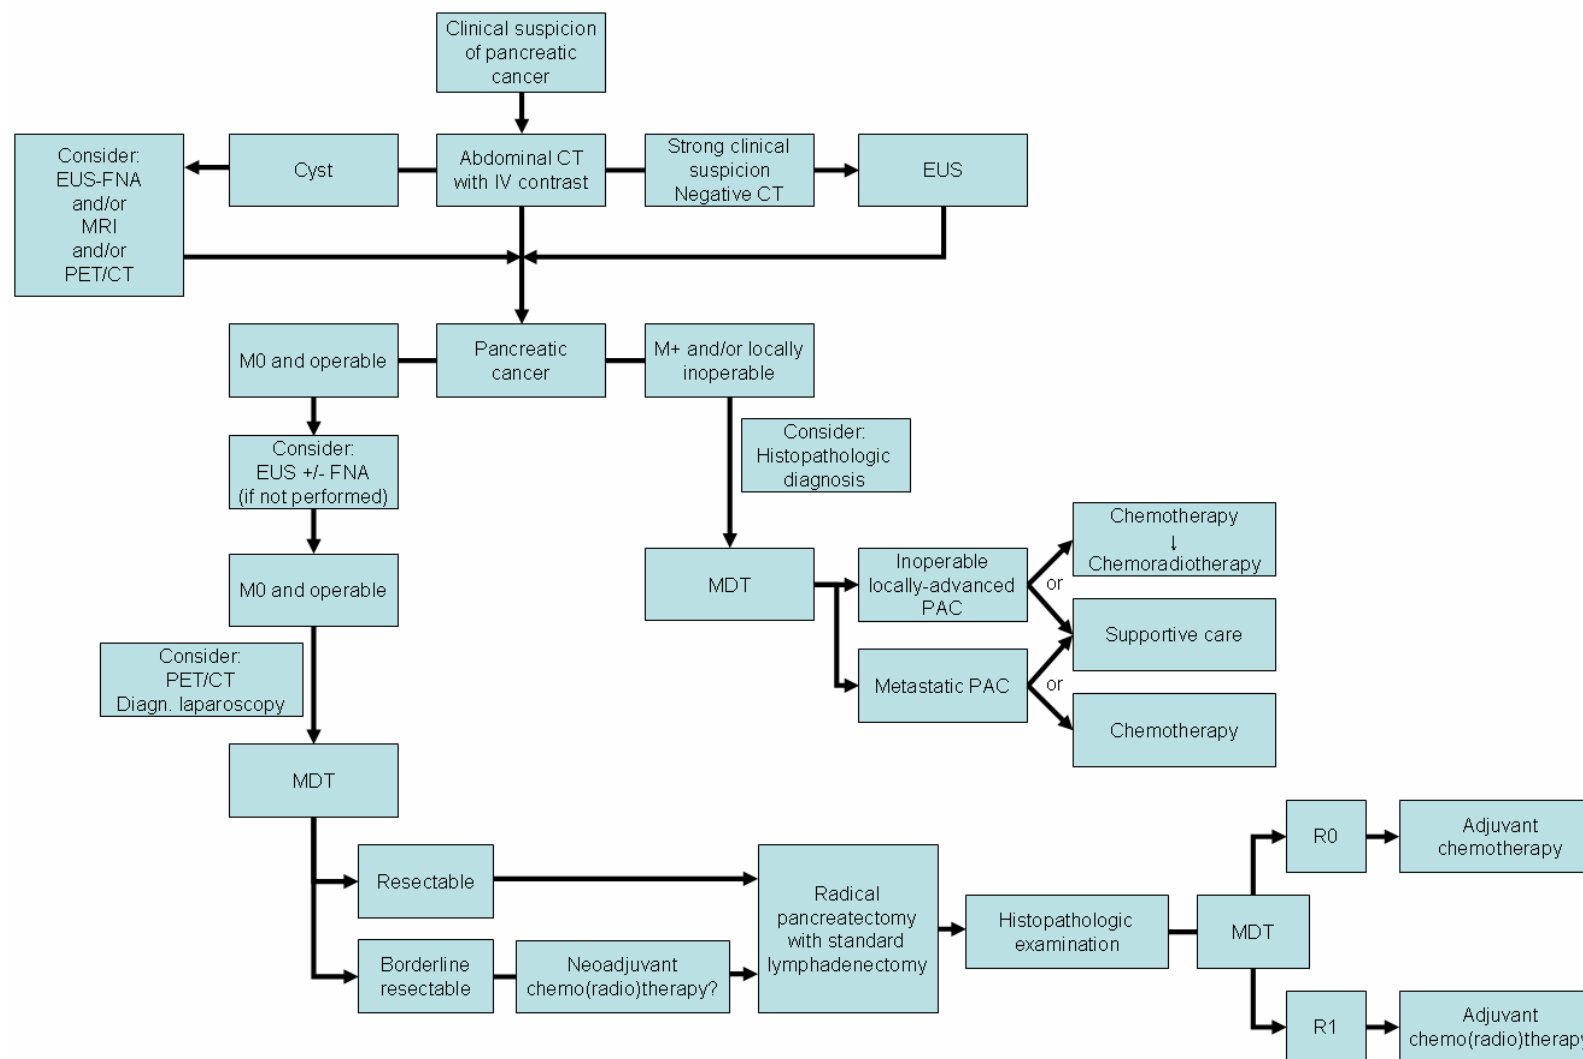 Clinical suspicion
of pancreatic
cancer
Consider:
EUS-FNA
and/or
MRI
and/or
PET/CT
Cyst
Abdominal CT
with IV contrast
Strong clinical
suspicion
Negative CT
EUS
M0 and operable
Pancreatic
cancer
M+ and/or locally
inoperable
Consider:
EUS +/- FNA
(if not performed)
Consider:
Histopathologic
diagnosis
M0 and operable
MDT
Inoperable
locally-advanced
PAC
or
Chemotherapy
↓
Chemoradiotherapy
Supportive care
Metastatic PAC
or
Chemotherapy
Consider:
PET/CT
Diagn. laparoscopy
MDT
Resectable
Borderline
resectable
Neoadjuvant
chemo(radio)therapy?
Radical
pancreatectomy
with standard
lymphadenectomy
Histopathologic
examination
MDT
R0
Adjuvant
chemotherapy
R1
Adjuvant
chemo(radio)therapy